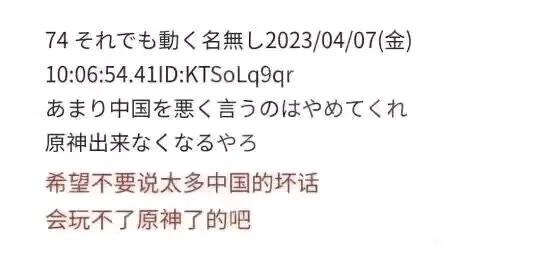 74 それでも動く名無し2023/04/07(金)
10:06:54.41ID:KTSoLq9qr
あまり中国を悪く言うのはやめてくれ
原神出来なくなるやろ
希望不要说太多中国的坏话
会玩不了原神了的吧